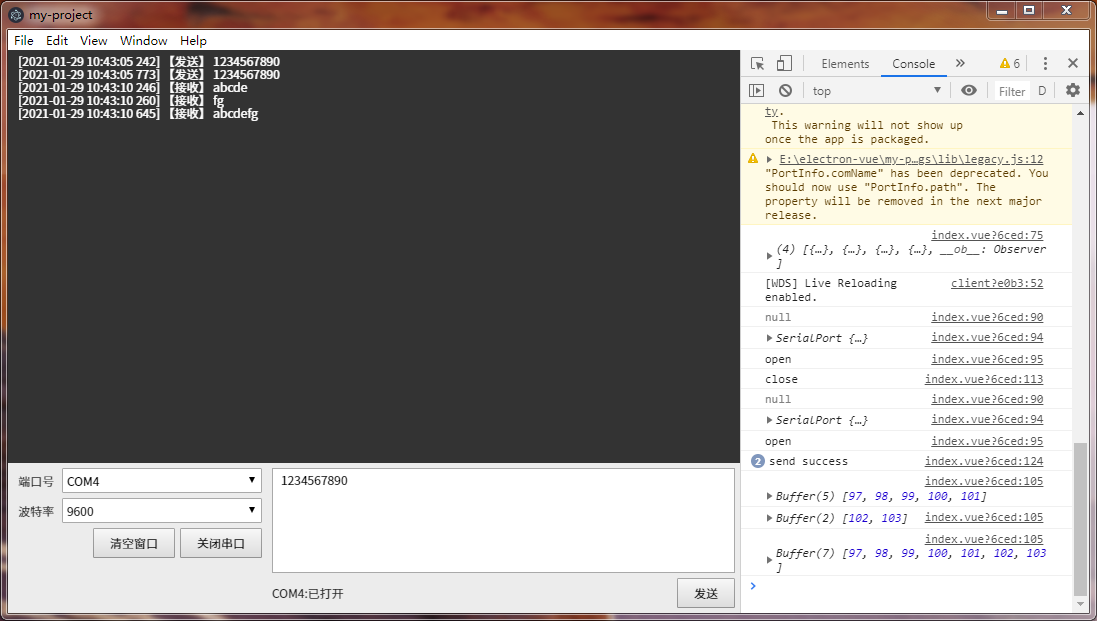 my-project
File Edit View Window Help
[2021-01-29 10:43:05 242] 【发送】 1234567890
[2021-01-29 10:43:05 773] 【发送】 1234567890
[2021-01-29 10:43:10 246] 【接收】 abcde
[2021-01-29 10:43:10 260] 【接收】 fg
[2021-01-29 10:43:10 645] 【接收】 abcdefg
端口号 COM4
波特率 9600
清空窗口 关闭串口
1234567890
COM4:已打开
发送
Elements Console » 6
top Filter D
ty.
This warning will not show up
once the app is packaged.
E:\electron-vue\my-p…gs\lib\legacy.js:12
"PortInfo.comName" has been deprecated. You
should now use "PortInfo.path". The
property will be removed in the next major
release.
index.vue?6ced:75
(4) [{…}, {…}, {…}, {…}, __ob__: Observer
]
[WDS] Live Reloading client?e0b3:52
enabled.
null index.vue?6ced:90
SerialPort {…} index.vue?6ced:94
open index.vue?6ced:95
close index.vue?6ced:113
null index.vue?6ced:90
SerialPort {…} index.vue?6ced:94
open index.vue?6ced:95
2 send success index.vue?6ced:124
index.vue?6ced:105
Buffer(5) [97, 98, 99, 100, 101]
Buffer(2) [102, 103] index.vue?6ced:105
index.vue?6ced:105
Buffer(7) [97, 98, 99, 100, 101, 102, 103
]